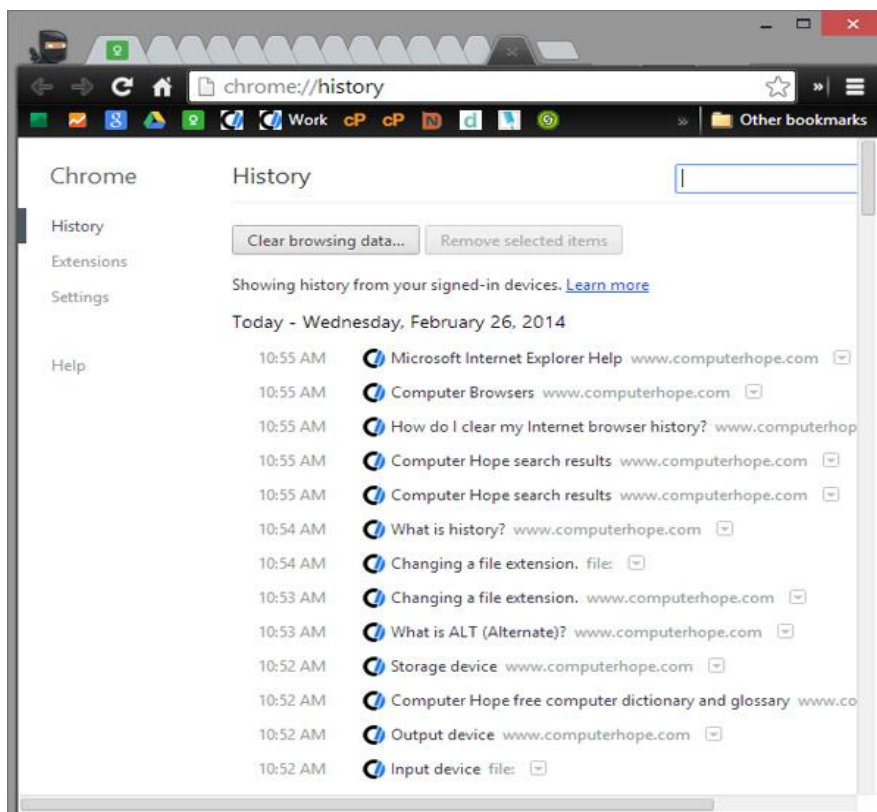 chrome://history
Work cP cP N d Other bookmarks
Chrome
History
History
Extensions
Settings
Help
Clear browsing data... Remove selected items
Showing history from your signed-in devices. Learn more
Today - Wednesday, February 26, 2014
10:55 AM Microsoft Internet Explorer Help www.computerhope.com
10:55 AM Computer Browsers www.computerhope.com
10:55 AM How do I clear my Internet browser history? www.computerhop
10:55 AM Computer Hope search results www.computerhope.com
10:55 AM Computer Hope search results www.computerhope.com
10:54 AM What is history? www.computerhope.com
10:54 AM Changing a file extension. file:
10:53 AM Changing a file extension. www.computerhope.com
10:53 AM What is ALT (Alternate)? www.computerhope.com
10:52 AM Storage device www.computerhope.com
10:52 AM Computer Hope free computer dictionary and glossary www.co
10:52 AM Output device www.computerhope.com
10:52 AM Input device file: